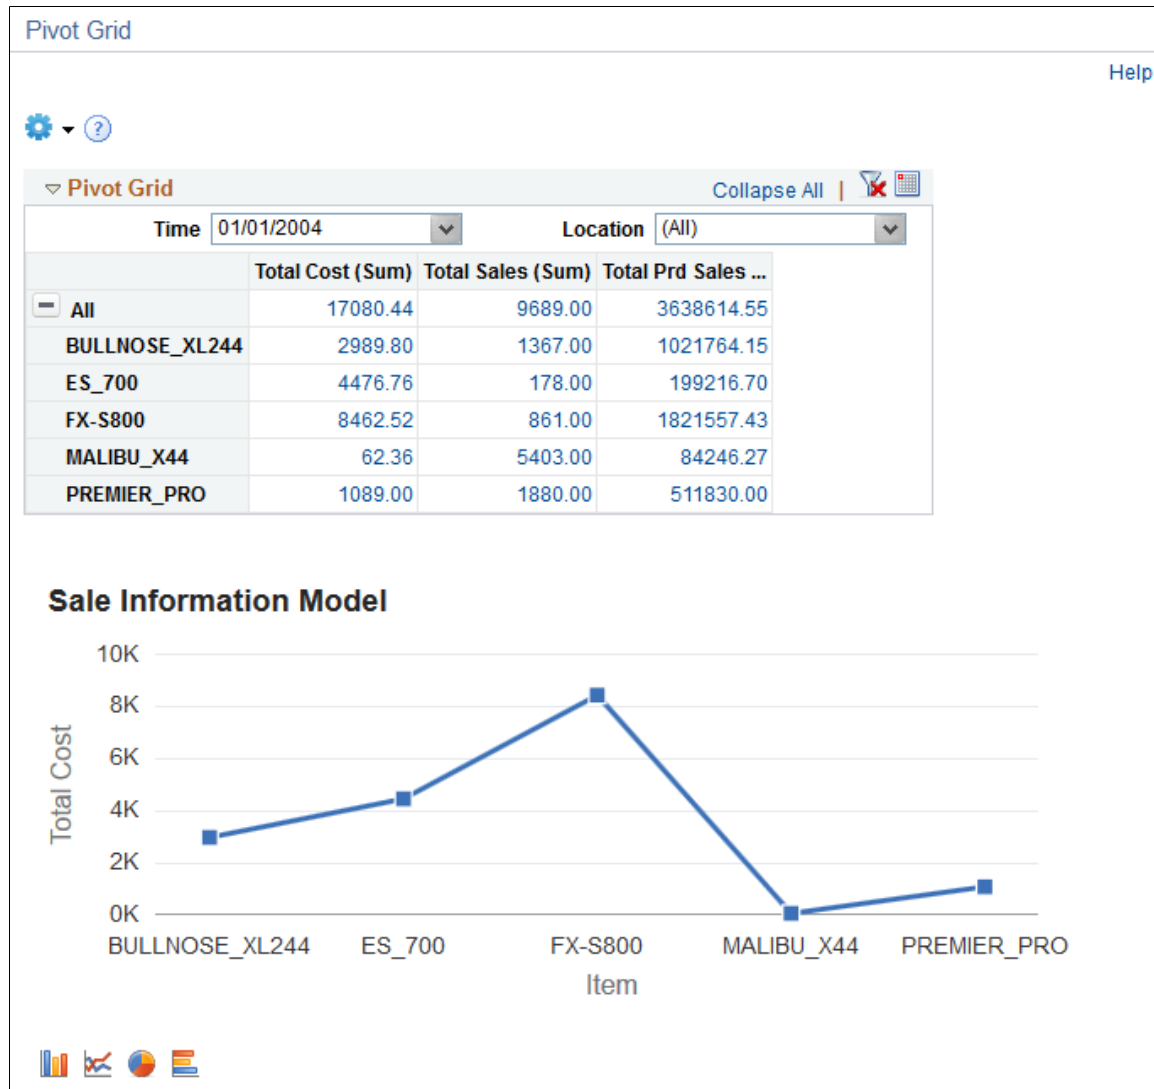 Pivot Grid
Help
?
Pivot Grid Collapse All |
Time 01/01/2004 Location (All)
Total Cost (Sum) Total Sales (Sum) Total Prd Sales ...
All 17080.44 9689.00 3638614.55
BULLNOSE_XL244 2989.80 1367.00 1021764.15
ES_700 4476.76 178.00 199216.70
FX-S800 8462.52 861.00 1821557.43
MALIBU_X44 62.36 5403.00 84246.27
PREMIER_PRO 1089.00 1880.00 511830.00
Sale Information Model
10K
8K
6K
4K
2K
0K
Total Cost
BULLNOSE_XL244 ES_700 FX-S800 MALIBU_X44 PREMIER_PRO
Item